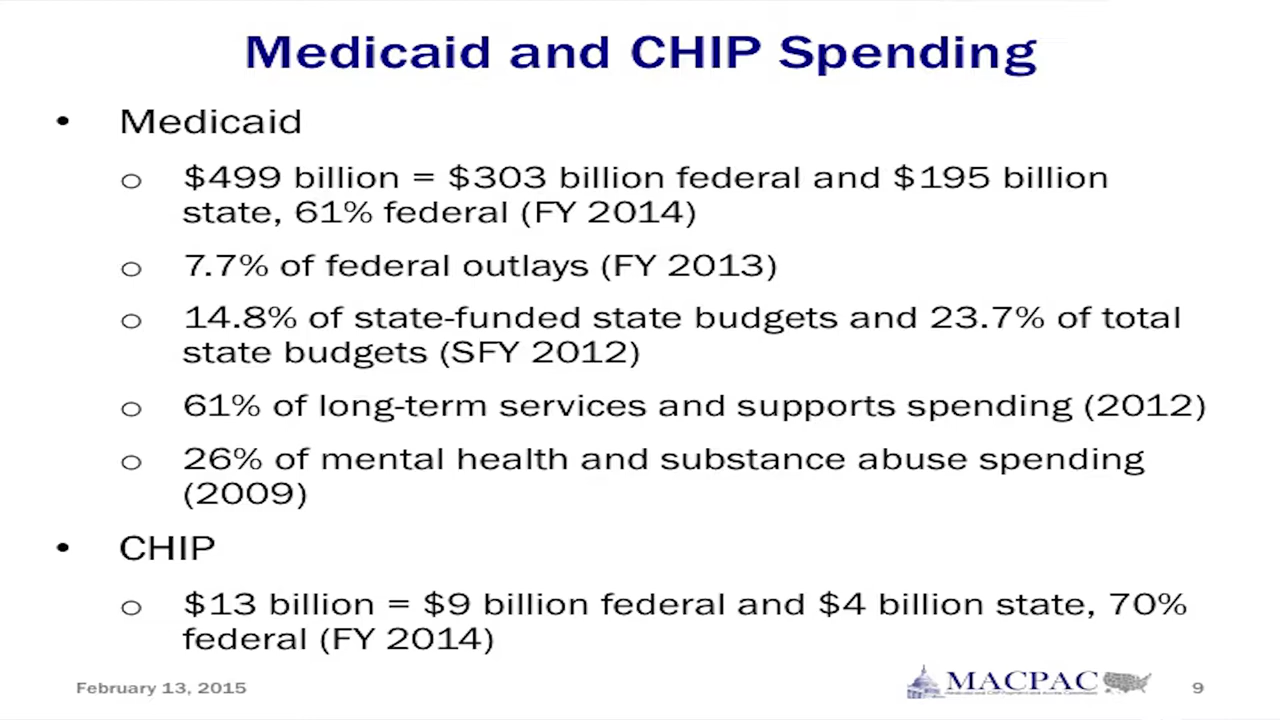 Medicaid and CHIP Spending
• Medicaid
o $499 billion = $303 billion federal and $195 billion
state, 61% federal (FY 2014)
o 7.7% of federal outlays (FY 2013)
o 14.8% of state-funded state budgets and 23.7% of total
state budgets (SFY 2012)
o 61% of long-term services and supports spending (2012)
o 26% of mental health and substance abuse spending
(2009)
• CHIP
o $13 billion = $9 billion federal and $4 billion state, 70%
federal (FY 2014)
February 13, 2015
MACPAC
9